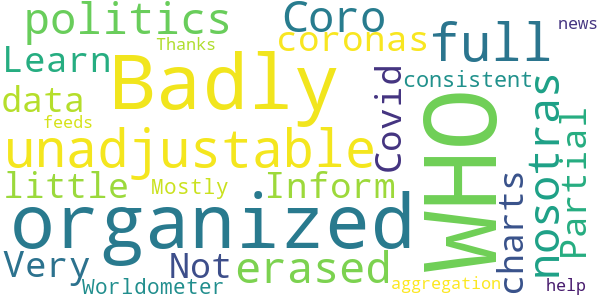 politics
Coro
full
news
Thanks
coronas
Learn
Badly
consistent
data
WHO
Covid
nosotras
feeds
unadjustable
Partial
little
Mostly
Inform
charts
organized
Very
Not
erased
Worldometer
aggregation
help